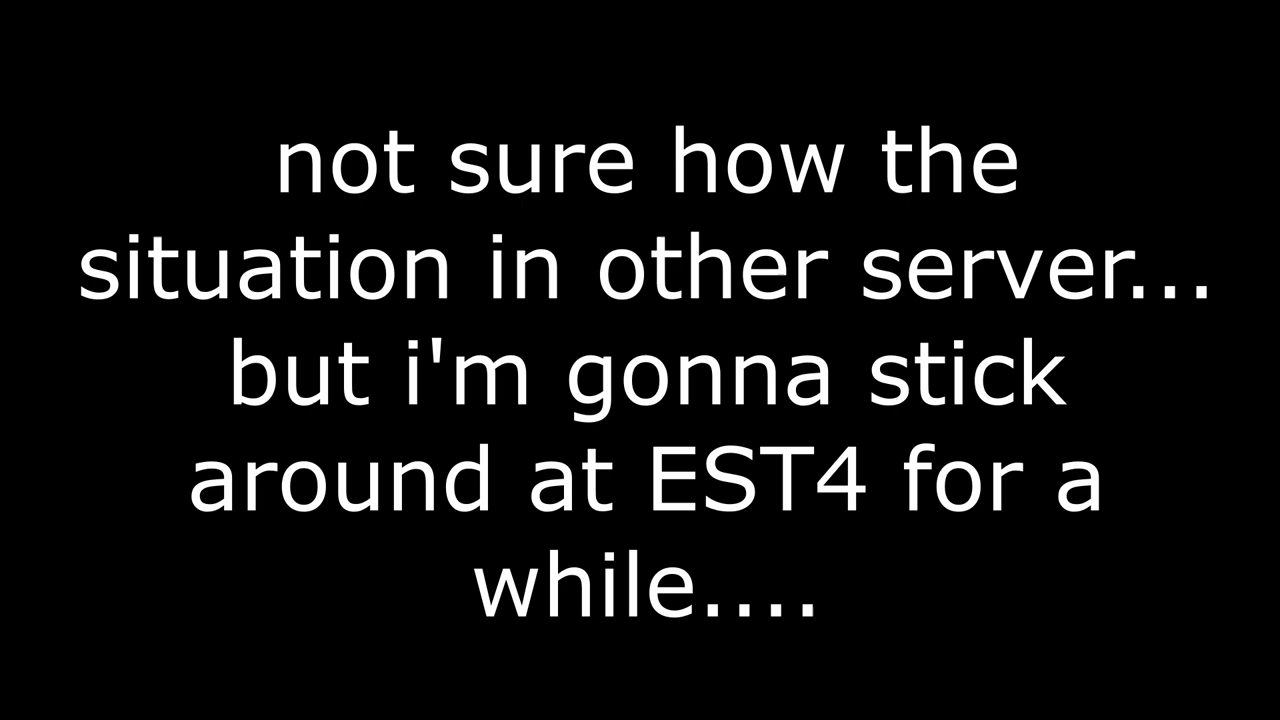 not sure how the
situation in other server...
but i'm gonna stick
around at EST4 for a
while....